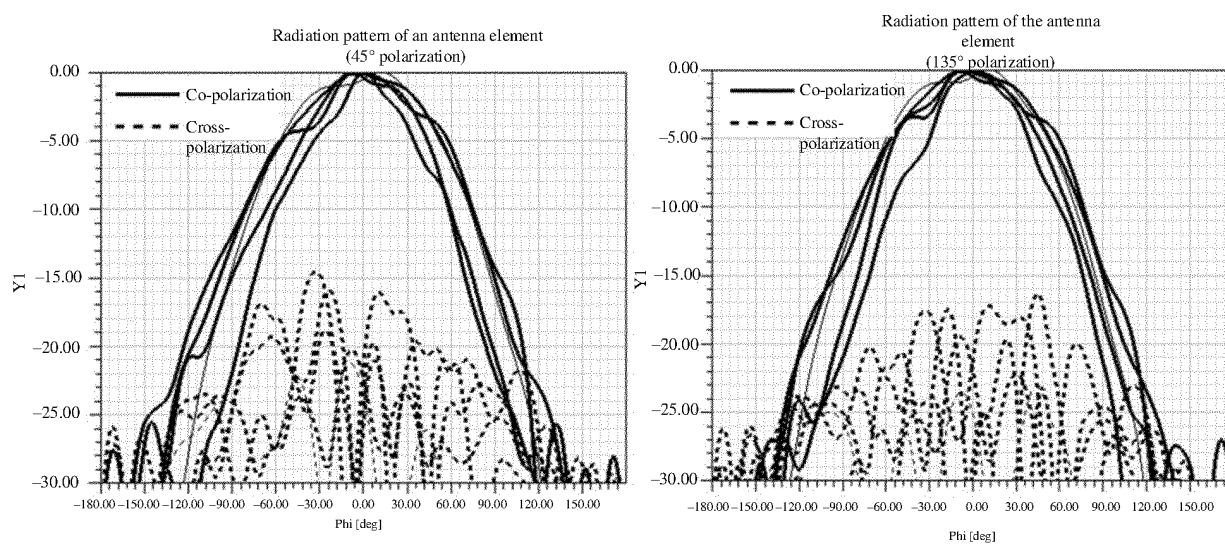 Radiation pattern of an antenna element
(45° polarization)
0.00
–5.00
–10.00
–15.00
–20.00
–25.00
–30.00
Y1
Co-polarization
Cross-
polarization
–180.00 –150.00 –120.00 –90.00 –60.00 –30.00 0.00 30.00 60.00 90.00 120.00 150.00
Phi [deg]
Radiation pattern of the antenna
element
(135° polarization)
0.00
–5.00
–10.00
–15.00
–20.00
–25.00
–30.00
Y1
Co-polarization
Cross-
polarization
–180.00 –150.00 –120.00 –90.00 –60.00 –30.00 0.00 30.00 60.00 90.00 120.00 150.00
Phi [deg]